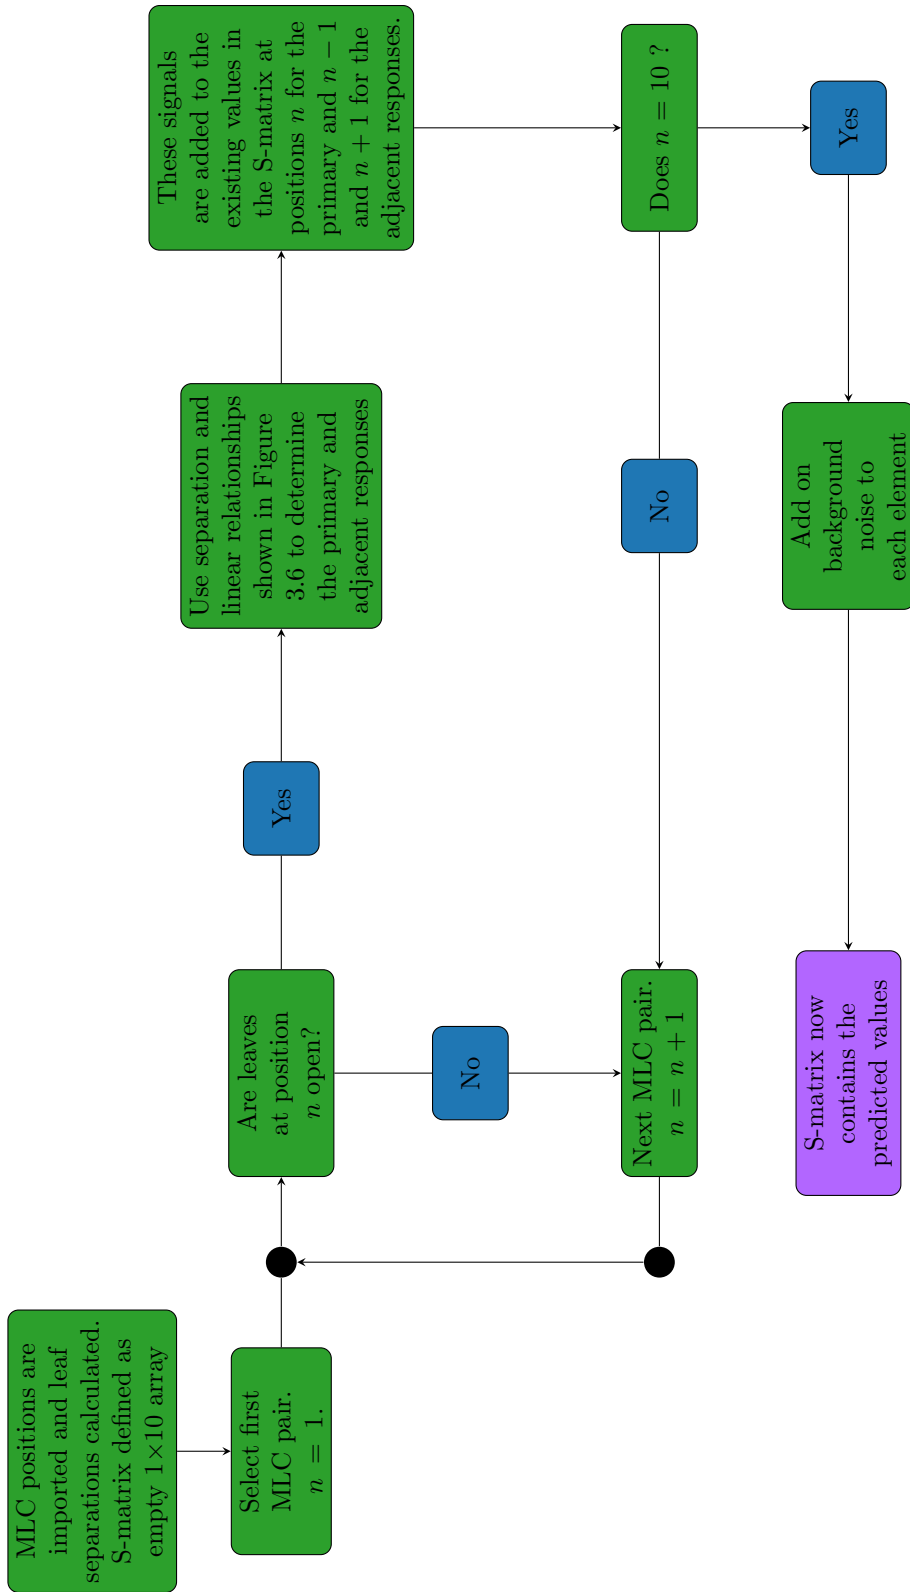 MLC positions are
imported and leaf
separations calculated.
S-matrix defined as
empty 1×10 array
Select first
MLC pair.
n = 1.
Are leaves
at position
n open?
Yes
Use separation and
linear relationships
shown in Figure
3.6 to determine
the primary and
adjacent responses
These signals
are added to the
existing values in
the S-matrix at
positions n for the
primary and n − 1
and n + 1 for the
adjacent responses.
No
Next MLC pair.
n = n + 1
No
Does n = 10 ?
Yes
Add on
background
noise to
each element
S-matrix now
contains the
predicted values